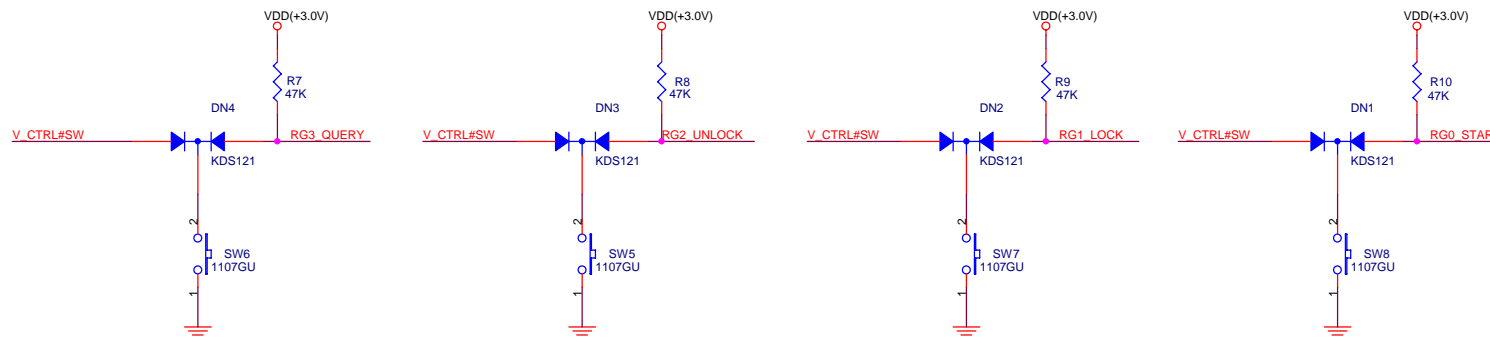 VDD(+3.0V)
VDD(+3.0V)
VDD(+3.0V)
VDD(+3.0V)
R7
47K
R8
47K
R9
47K
R10
47K
DN4
DN3
DN2
DN1
V_CTRL#SW
RG3_QUERY
V_CTRL#SW
RG2_UNLOCK
V_CTRL#SW
RG1_LOCK
V_CTRL#SW
RG0_STAR
KDS121
KDS121
KDS121
KDS121
2
2
2
2
SW6
1107GU
SW5
1107GU
SW7
1107GU
SW8
1107GU
1
1
1
1